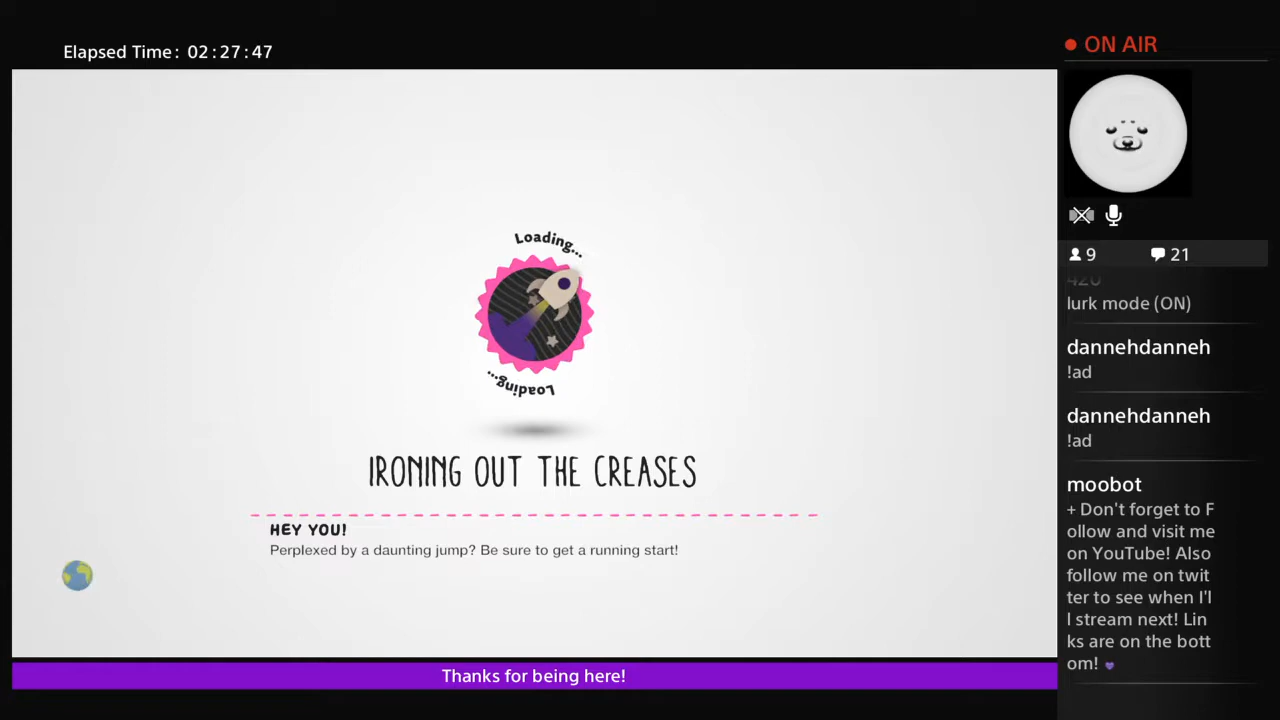 Elapsed Time: 02:27:47
ON AIR
Loading...
Loading...
IRONING OUT THE CREASES
HEY YOU!
Perplexed by a daunting jump? Be sure to get a running start!
Thanks for being here!
9 21
420
lurk mode (ON)
dannehdanneh
!ad
dannehdanneh
!ad
moobot
+ Don't forget to F
ollow and visit me
on YouTube! Also
follow me on twit
ter to see when I'l
l stream next! Lin
ks are on the bott
om!